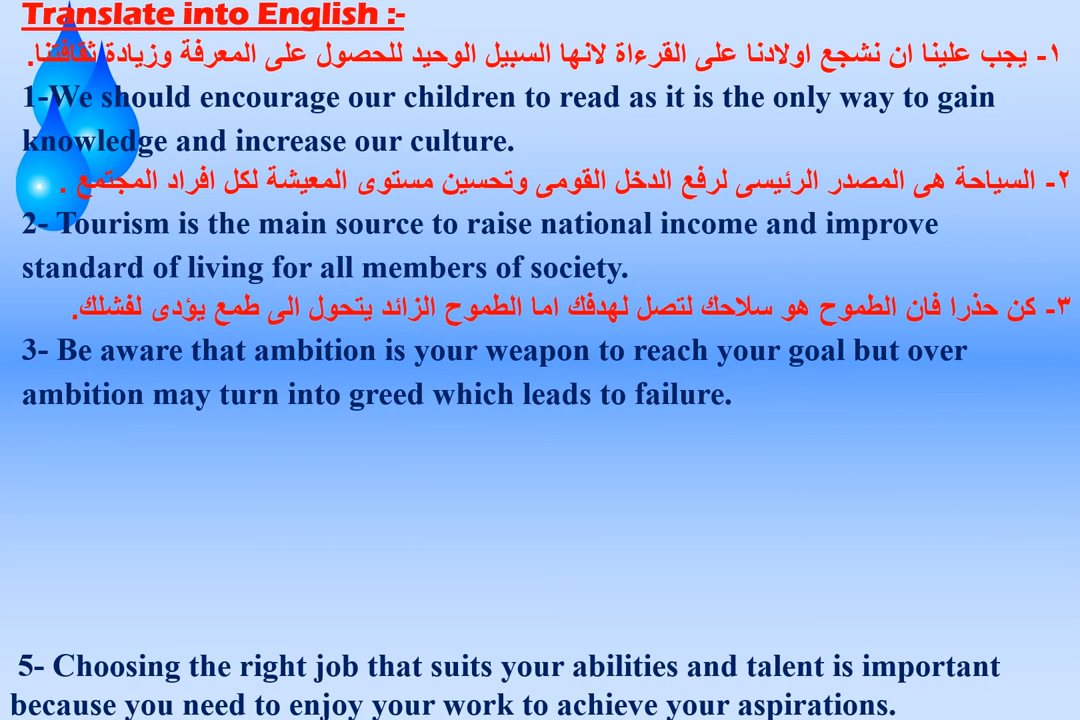 Translate into English :-
١- يجب علينا ان نشجع اولادنا على القرءاة لانها السبيل الوحيد للحصول على المعرفة وزيادة ثقافتنا.
1-We should encourage our children to read as it is the only way to gain
knowledge and increase our culture.
٢- السياحة هى المصدر الرئيسى لرفع الدخل القومى وتحسين مستوى المعيشة لكل افراد المجتمع .
2- Tourism is the main source to raise national income and improve
standard of living for all members of society.
٣- كن حذرا فان الطموح هو سلاحك لتصل لهدفك اما الطموح الزائد يتحول الى طمع يؤدى لفشلك.
3- Be aware that ambition is your weapon to reach your goal but over
ambition may turn into greed which leads to failure.
5- Choosing the right job that suits your abilities and talent is important
because you need to enjoy your work to achieve your aspirations.